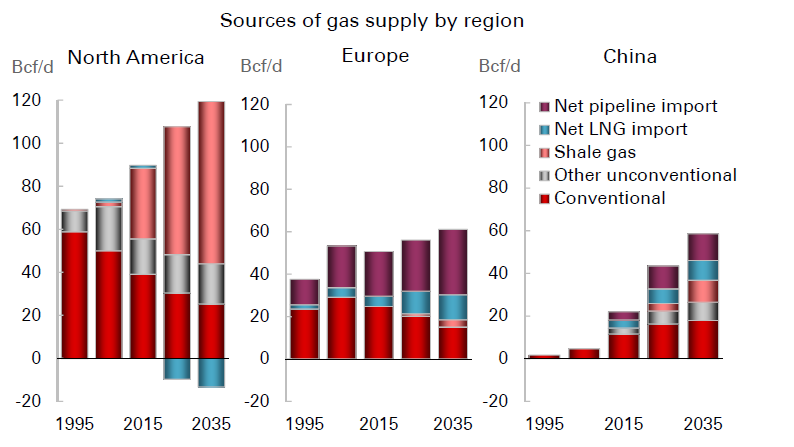 Sources of gas supply by region
North America
Europe
China
Bcf/d
Bcf/d
Bcf/d
120
100
80
60
40
20
0
-20
1995
2015
2035
120
100
80
60
40
20
0
-20
1995
2015
2035
120
100
80
60
40
20
0
-20
1995
2015
2035
Net pipeline import
Net LNG import
Shale gas
Other unconventional
Conventional